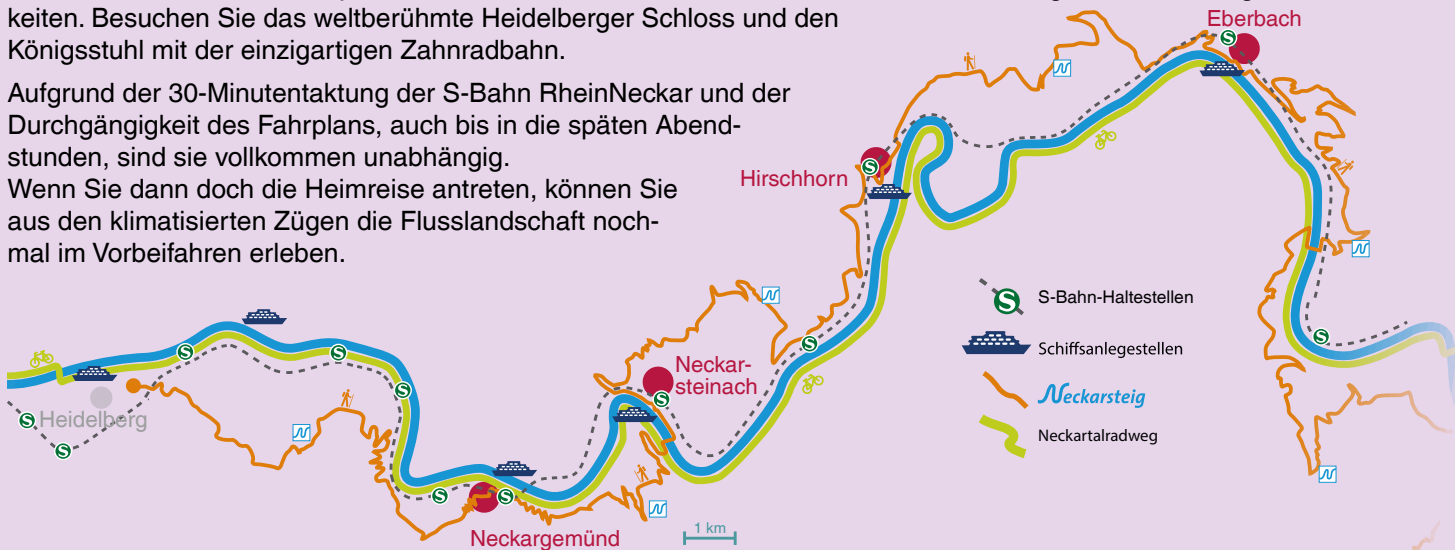 keiten. Besuchen Sie das weltberühmte Heidelberger Schloss und den
Königsstuhl mit der einzigartigen Zahnradbahn.
Aufgrund der 30-Minutentaktung der S-Bahn RheinNeckar und der
Durchgängigkeit des Fahrplans, auch bis in die späten Abend-
stunden, sind sie vollkommen unabhängig.
Wenn Sie dann doch die Heimreise antreten, können Sie
aus den klimatisierten Zügen die Flusslandschaft noch-
mal im Vorbeifahren erleben.
Eberbach
Hirschhorn
Neckar-
steinach
Heidelberg
Neckargemünd
1 km
S
S-Bahn-Haltestellen
Schiffsanlegestellen
Neckarsteig
Neckartalradweg